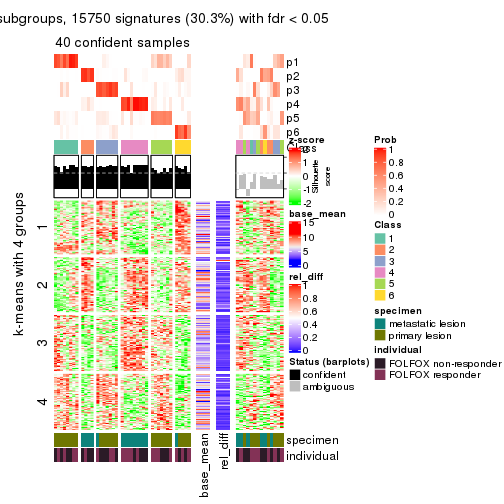 subgroups, 15750 signatures (30.3%) with fdr < 0.05
40 confident samples
p1
p2
p3
p4
p5
p6
Class
Silhouette
score
k-means with 4 groups
1
2
3
4
base_mean
rel_diff
specimen
individual
z-score
2
1
0
-1
-2
base_mean
15
10
5
0
rel_diff
1
0.8
0.6
0.4
0.2
0
Status (barplots)
confident
ambiguous
Prob
1
0.8
0.6
0.4
0.2
0
Class
1
2
3
4
5
6
specimen
metastatic lesion
primary lesion
individual
FOLFOX non-responder
FOLFOX responder